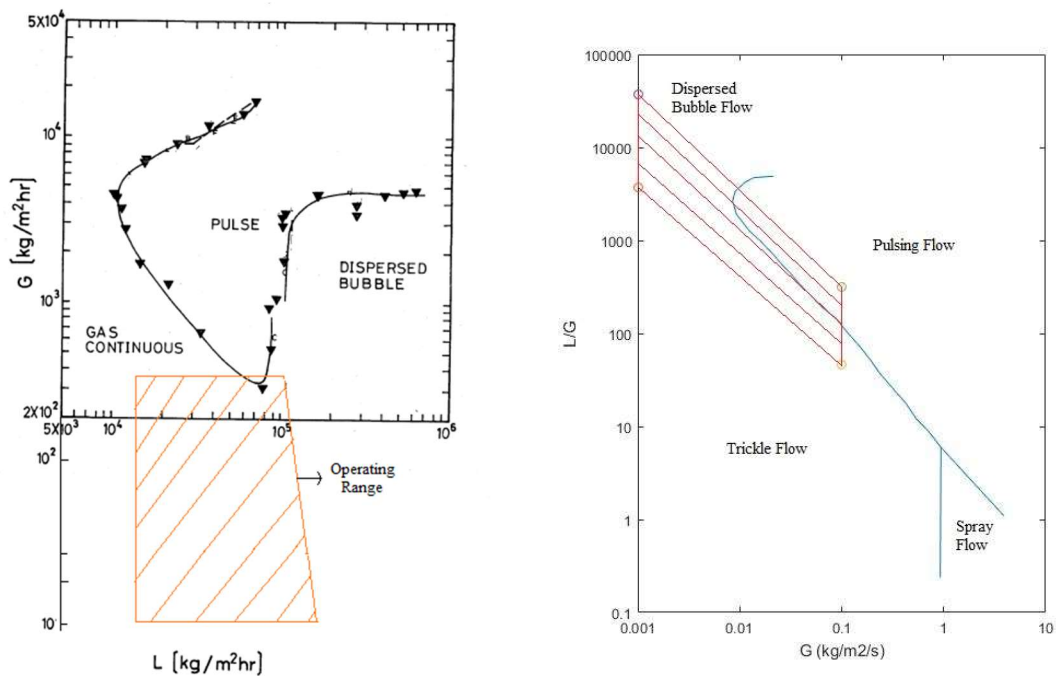 5X10⁴
10⁴
G [kg/m²hr]
PULSE
DISPERSED
BUBBLE
10³
GAS
CONTINUOUS
2X10²
5X10³
10⁴
10⁵
10⁶
10²
Operating
Range
10
L [kg/m²hr]
100000
Dispersed
Bubble Flow
10000
L/G
1000
Pulsing Flow
100
Trickle Flow
10
1
Spray
Flow
0.1
0.001
0.01
0.1
1
10
G (kg/m2/s)